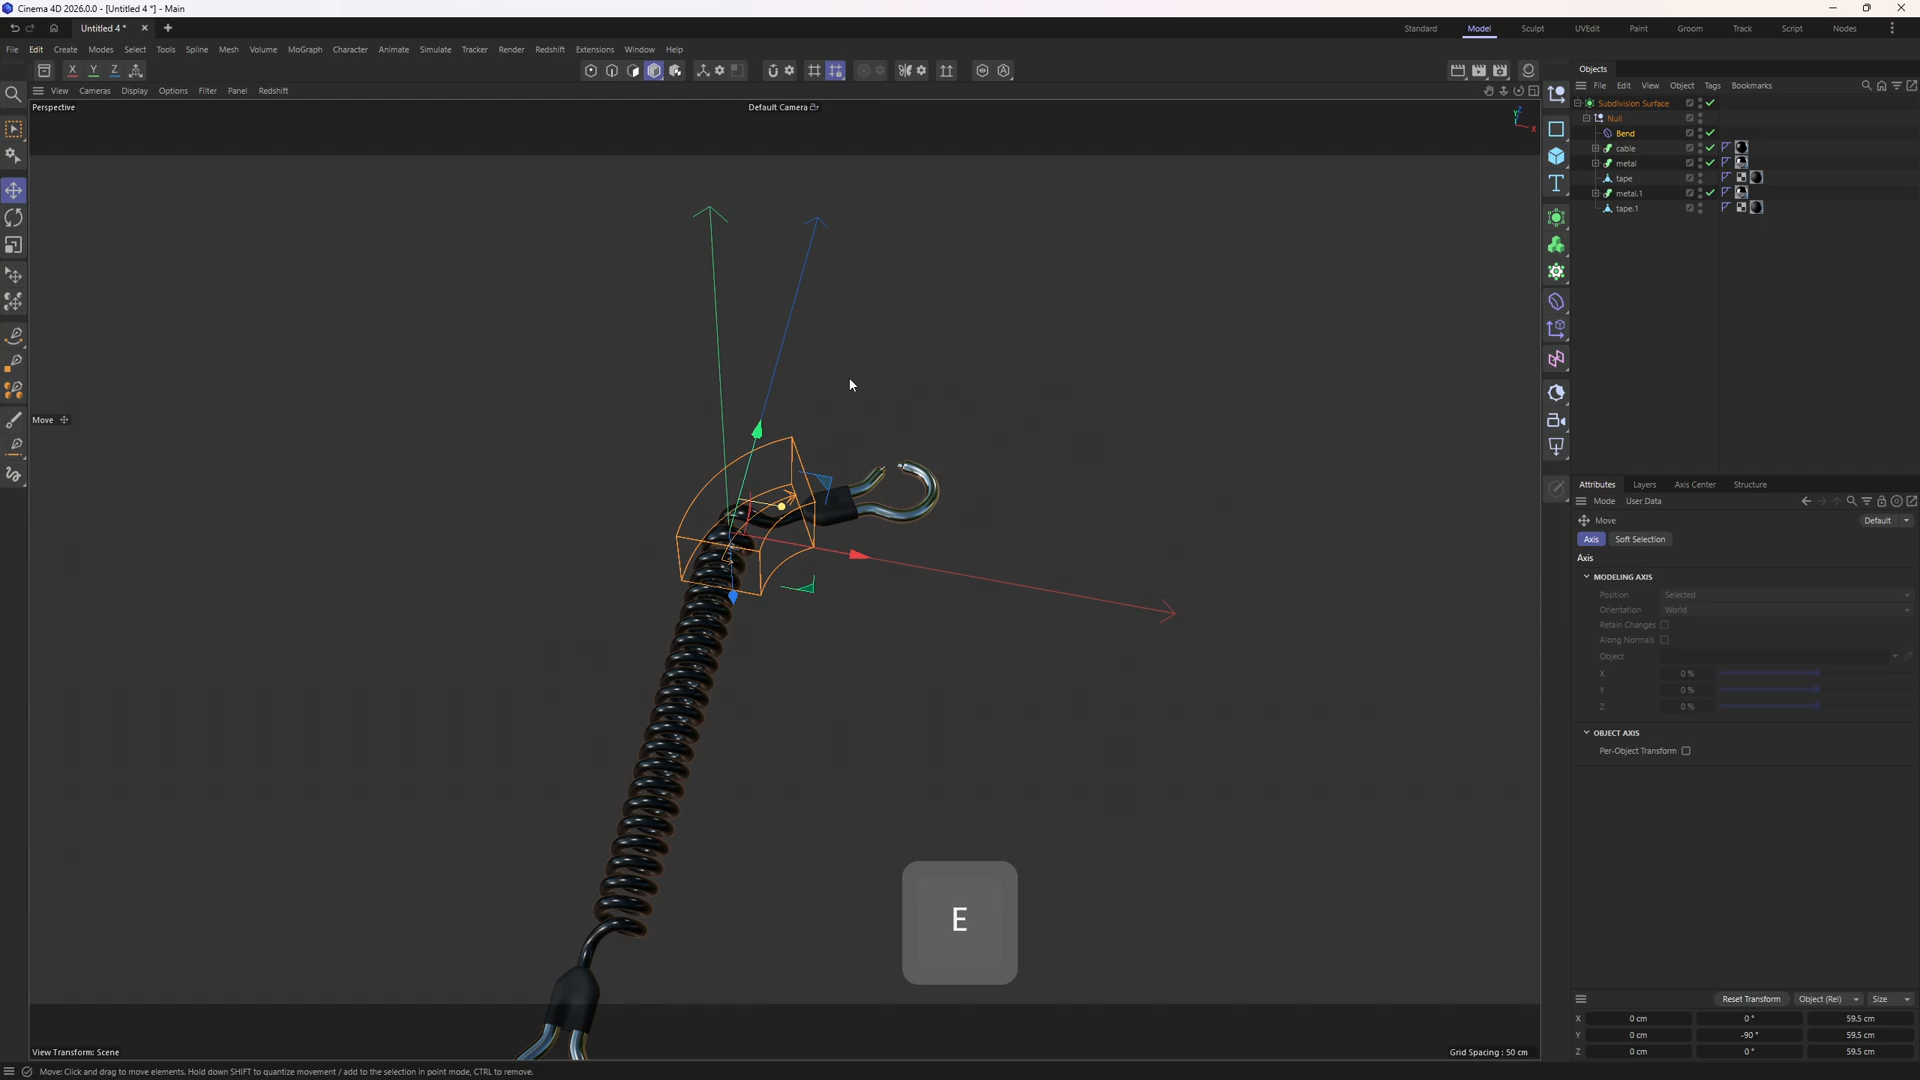 Cinema 4D 2026.0.0 - [Untitled 4 *] - Main
Untitled 4 *
Standard Model Sculpt UVEdit Paint Groom Track Script Nodes
File Edit Create Modes Select Tools Spline Mesh Volume MoGraph Character Animate Simulate Tracker Render Redshift Extensions Window Help
X Y Z
View Cameras Display Options Filter Panel Redshift
Perspective
Default Camera
Objects
File Edit View Object Tags Bookmarks
Subdivision Surface
Null
Bend
cable
metal
tape
metal.1
tape.1
Move
Attributes Layers Axis Center Structure
Mode User Data
Move
Default
Axis Soft Selection
Axis
MODELING AXIS
Position Selected
Orientation World
Retain Changes
Along Normals
Object
X 0 %
Y 0 %
Z 0 %
OBJECT AXIS
Per-Object Transform
E
Reset Transform Object (Rel) Size
X 0 cm 0 ° 59.5 cm
Y 0 cm -90 ° 59.5 cm
Z 0 cm 0 ° 59.5 cm
View Transform: Scene
Grid Spacing : 50 cm
Move: Click and drag to move elements. Hold down SHIFT to quantize movement / add to the selection in point mode, CTRL to remove.